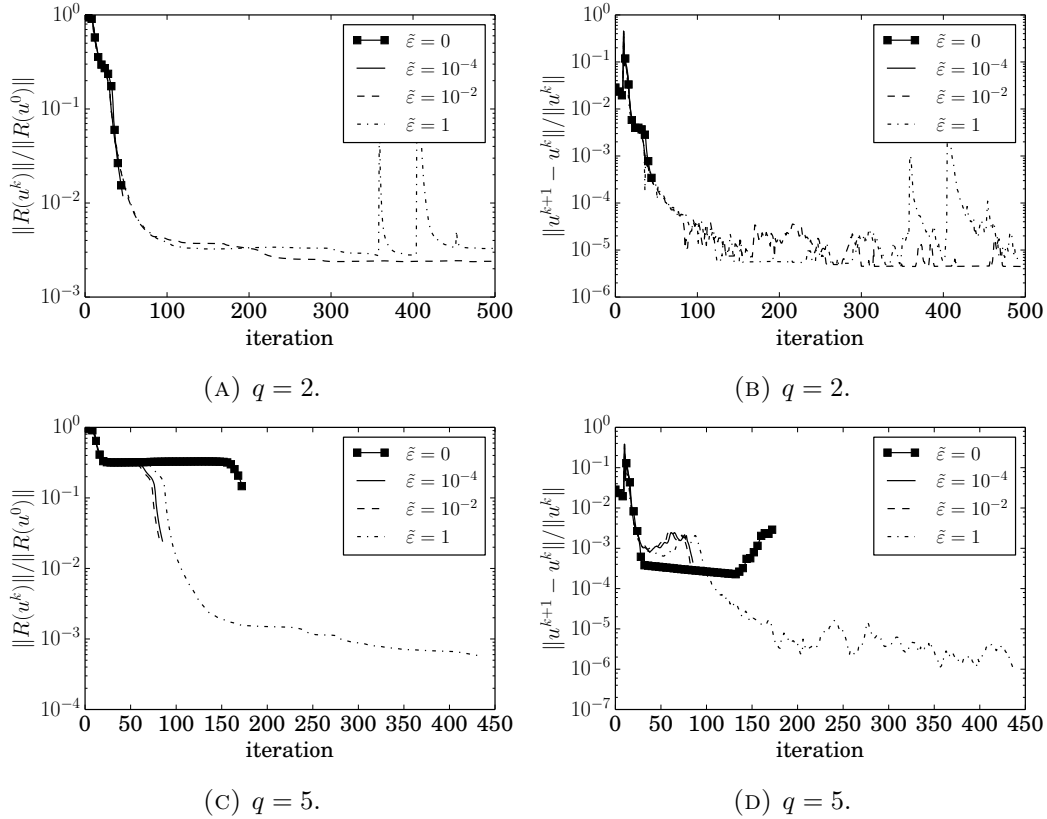 10^0
10^{-1}
10^{-2}
10^{-3}
‖R(u^k)‖/‖R(u^0)‖
ε̃ = 0
ε̃ = 10^{-4}
ε̃ = 10^{-2}
ε̃ = 1
0 100 200 300 400 500
iteration
(A) q = 2.
10^0
10^{-1}
10^{-2}
10^{-3}
10^{-4}
10^{-5}
10^{-6}
‖u^{k+1} − u^k‖/‖u^k‖
ε̃ = 0
ε̃ = 10^{-4}
ε̃ = 10^{-2}
ε̃ = 1
0 100 200 300 400 500
iteration
(B) q = 2.
10^0
10^{-1}
10^{-2}
10^{-3}
10^{-4}
‖R(u^k)‖/‖R(u^0)‖
ε̃ = 0
ε̃ = 10^{-4}
ε̃ = 10^{-2}
ε̃ = 1
0 50 100 150 200 250 300 350 400 450
iteration
(C) q = 5.
10^0
10^{-1}
10^{-2}
10^{-3}
10^{-4}
10^{-5}
10^{-6}
10^{-7}
‖u^{k+1} − u^k‖/‖u^k‖
ε̃ = 0
ε̃ = 10^{-4}
ε̃ = 10^{-2}
ε̃ = 1
0 50 100 150 200 250 300 350 400 450
iteration
(D) q = 5.